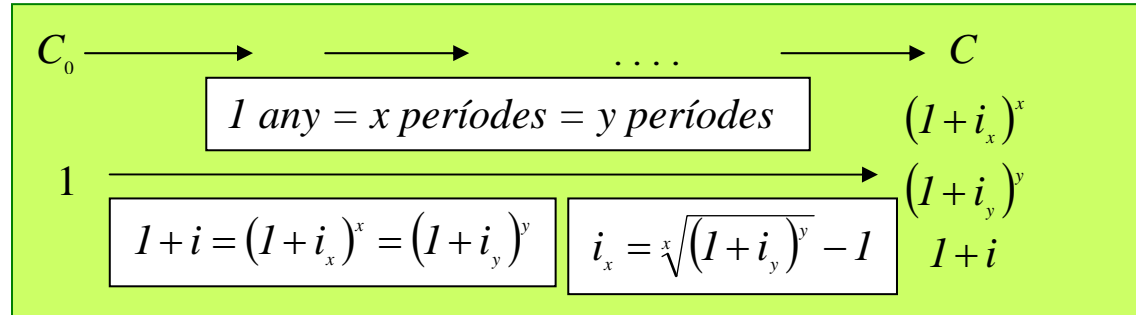 C₀ → → .... → C
1 any = x períodes = y períodes
(1+iₓ)ˣ
1 → (1+i_y)^y
1+i = (1+iₓ)ˣ = (1+i_y)^y
iₓ = ˣ√((1+i_y)^y) − 1
1+i